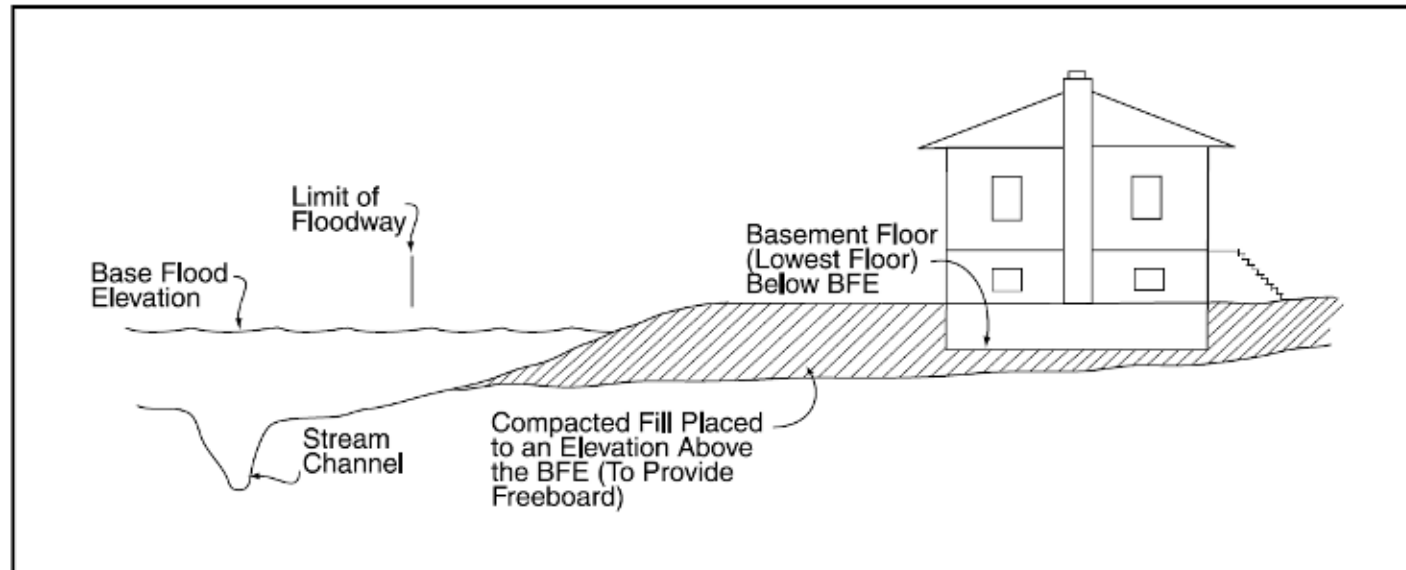 Limit of
Floodway
Base Flood
Elevation
Basement Floor
(Lowest Floor)
Below BFE
Stream
Channel
Compacted Fill Placed
to an Elevation Above
the BFE (To Provide
Freeboard)